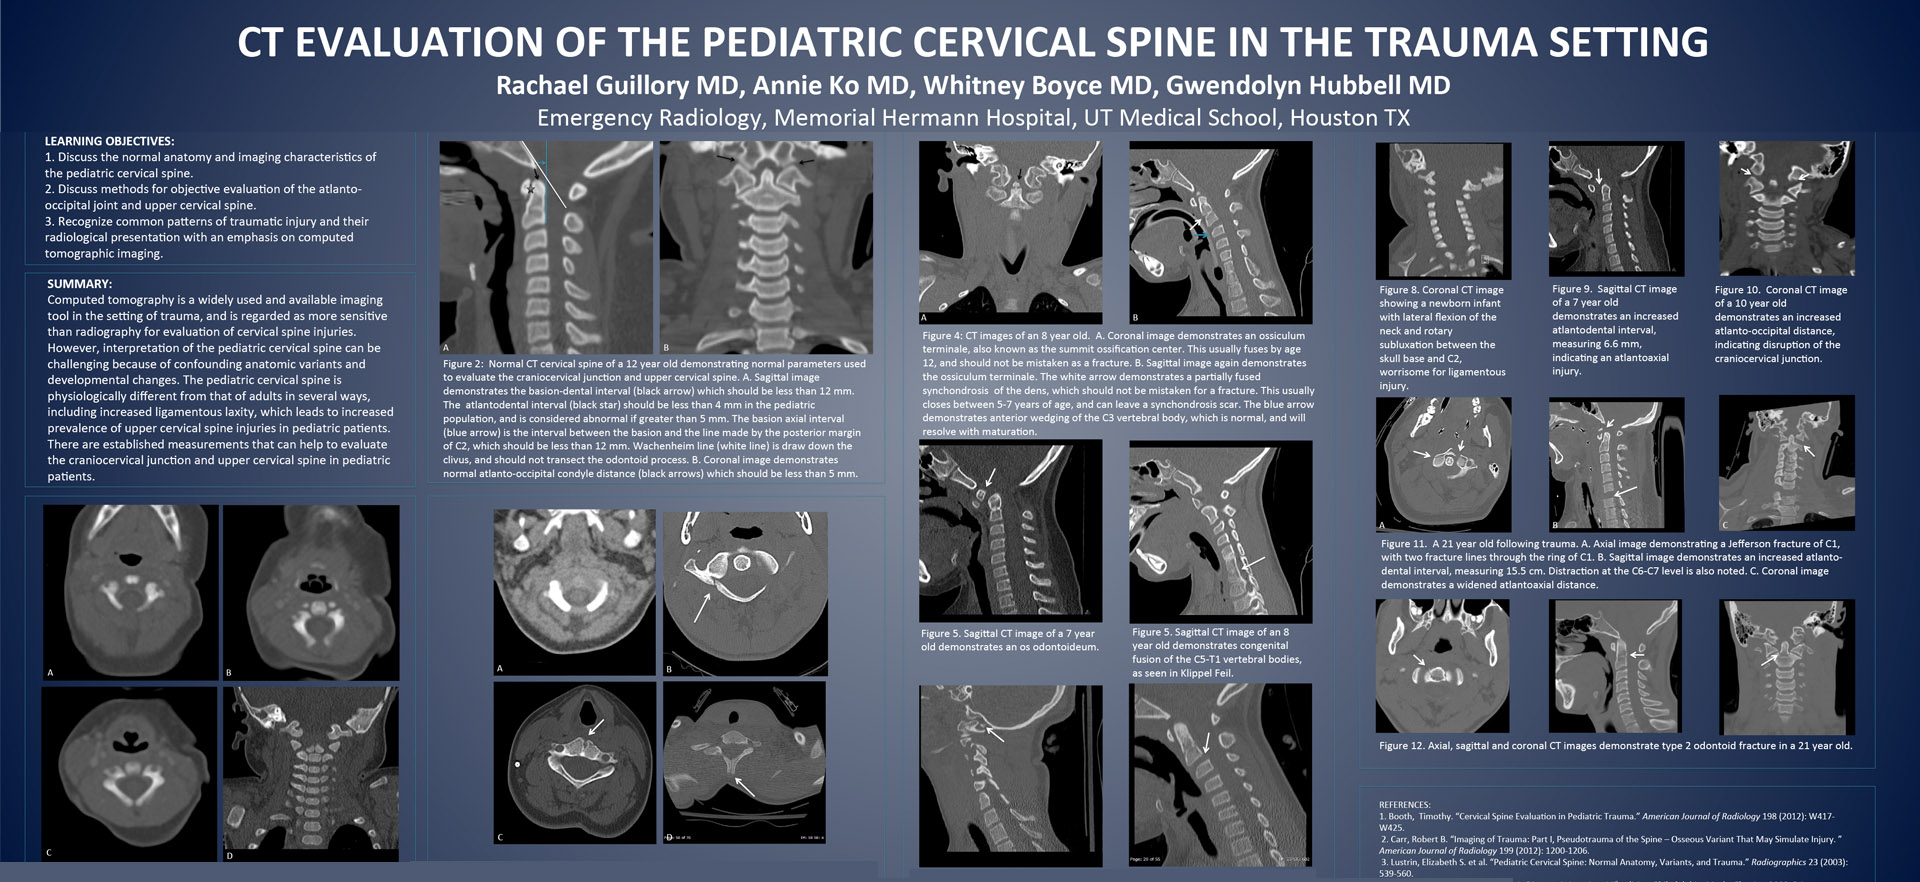 CT EVALUATION OF THE PEDIATRIC CERVICAL SPINE IN THE TRAUMA SETTING
Rachael Guillory MD, Annie Ko MD, Whitney Boyce MD, Gwendolyn Hubbell MD
Emergency Radiology, Memorial Hermann Hospital, UT Medical School, Houston TX
LEARNING OBJECTIVES:
1. Discuss the normal anatomy and imaging characteristics of
the pediatric cervical spine.
2. Discuss methods for objective evaluation of the atlanto-
occipital joint and upper cervical spine.
3. Recognize common patterns of traumatic injury and their
radiological presentation with an emphasis on computed
tomographic imaging.
SUMMARY:
Computed tomography is a widely used and available imaging
tool in the setting of trauma, and is regarded as more sensitive
than radiography for evaluation of cervical spine injuries.
However, interpretation of the pediatric cervical spine can be
challenging because of confounding anatomic variants and
developmental changes. The pediatric cervical spine is
physiologically different from that of adults in several ways,
including increased ligamentous laxity, which leads to increased
prevalence of upper cervical spine injuries in pediatric patients.
There are established measurements that can help to evaluate
the craniocervical junction and upper cervical spine in pediatric
patients.
A
B
C
D
A
B
Figure 2: Normal CT cervical spine of a 12 year old demonstrating normal parameters used
to evaluate the craniocervical junction and upper cervical spine. A. Sagittal image
demonstrates the basion-dental interval (black arrow) which should be less than 12 mm.
The atlantodental interval (black star) should be less than 4 mm in the pediatric
population, and is considered abnormal if greater than 5 mm. The basion axial interval
(blue arrow) is the interval between the basion and the line made by the posterior margin
of C2, which should be less than 12 mm. Wachenheim line (white line) is draw down the
clivus, and should not transect the odontoid process. B. Coronal image demonstrates
normal atlanto-occipital condyle distance (black arrows) which should be less than 5 mm.
A
B
C
D
A
B
Figure 4: CT images of an 8 year old. A. Coronal image demonstrates an ossiculum
terminale, also known as the summit ossification center. This usually fuses by age
12, and should not be mistaken as a fracture. B. Sagittal image again demonstrates
the ossiculum terminale. The white arrow demonstrates a partially fused
synchondrosis of the dens, which should not be mistaken for a fracture. This usually
closes between 5-7 years of age, and can leave a synchondrosis scar. The blue arrow
demonstrates anterior wedging of the C3 vertebral body, which is normal, and will
resolve with maturation.
Figure 5. Sagittal CT image of a 7 year
old demonstrates an os odontoideum.
Figure 5. Sagittal CT image of an 8
year old demonstrates congenital
fusion of the C5-T1 vertebral bodies,
as seen in Klippel Feil.
Page: 20 of 55
Figure 8. Coronal CT image
showing a newborn infant
with lateral flexion of the
neck and rotary
subluxation between the
skull base and C2,
worrisome for ligamentous
injury.
Figure 9. Sagittal CT image
of a 7 year old
demonstrates an increased
atlantodental interval,
measuring 6.6 mm,
indicating an atlantoaxial
injury.
Figure 10. Coronal CT image
of a 10 year old
demonstrates an increased
atlanto-occipital distance,
indicating disruption of the
craniocervical junction.
A
B
C
Figure 11. A 21 year old following trauma. A. Axial image demonstrating a Jefferson fracture of C1,
with two fracture lines through the ring of C1. B. Sagittal image demonstrates an increased atlanto-
dental interval, measuring 15.5 cm. Distraction at the C6-C7 level is also noted. C. Coronal image
demonstrates a widened atlantoaxial distance.
Figure 12. Axial, sagittal and coronal CT images demonstrate type 2 odontoid fracture in a 21 year old.
REFERENCES:
1. Booth, Timothy. “Cervical Spine Evaluation in Pediatric Trauma.” American Journal of Radiology 198 (2012): W417-
W425.
2. Carr, Robert B. “Imaging of Trauma: Part I, Pseudotrauma of the Spine – Osseous Variant That May Simulate Injury. ”
American Journal of Radiology 199 (2012): 1200-1206.
3. Lustrin, Elizabeth S. et al. “Pediatric Cervical Spine: Normal Anatomy, Variants, and Trauma.” Radiographics 23 (2003):
539-560.